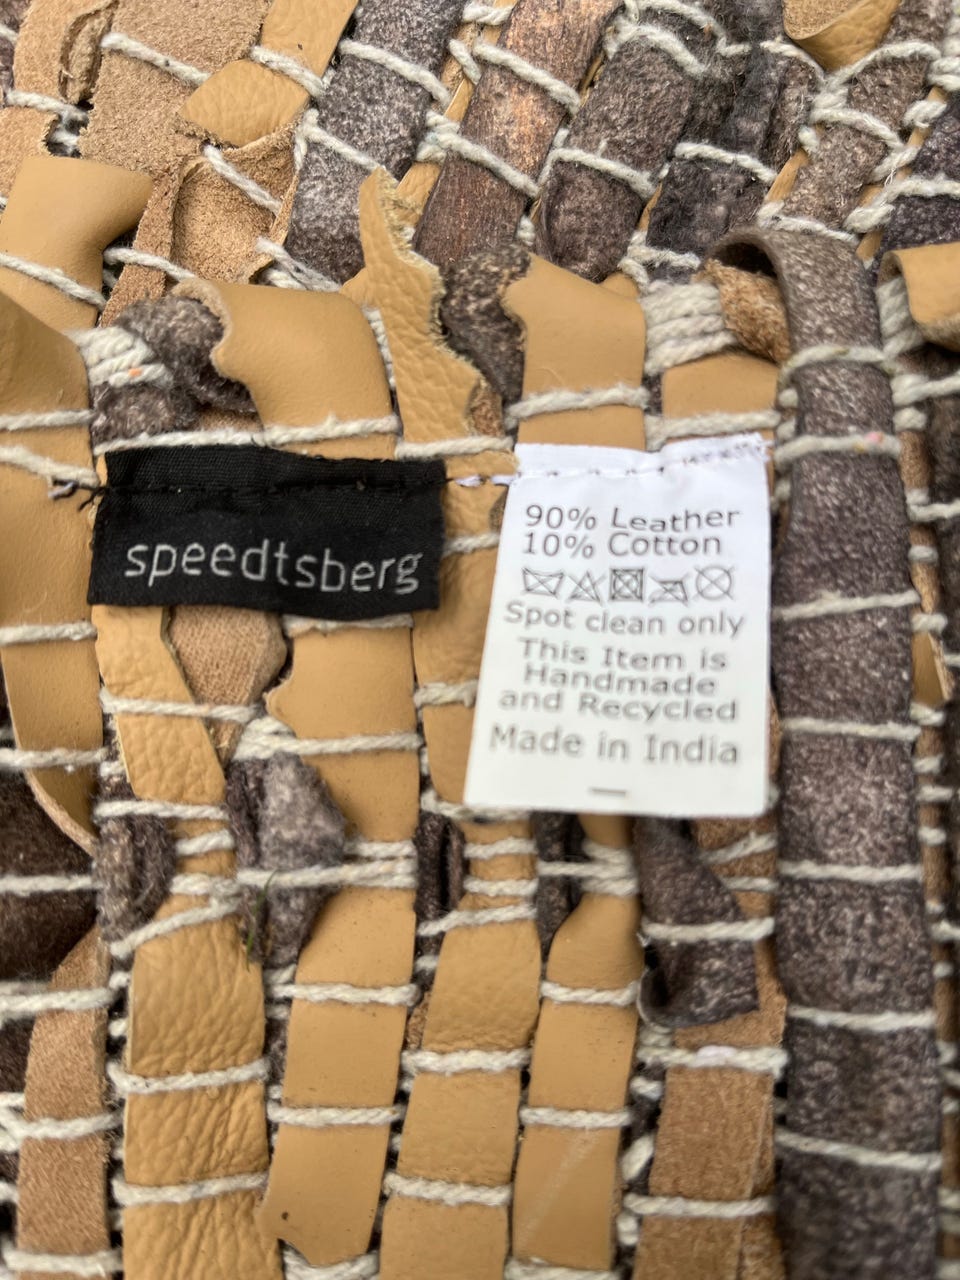 speedtsberg
90% Leather
10% Cotton
Spot clean only
This Item is
Handmade
and Recycled
Made in India